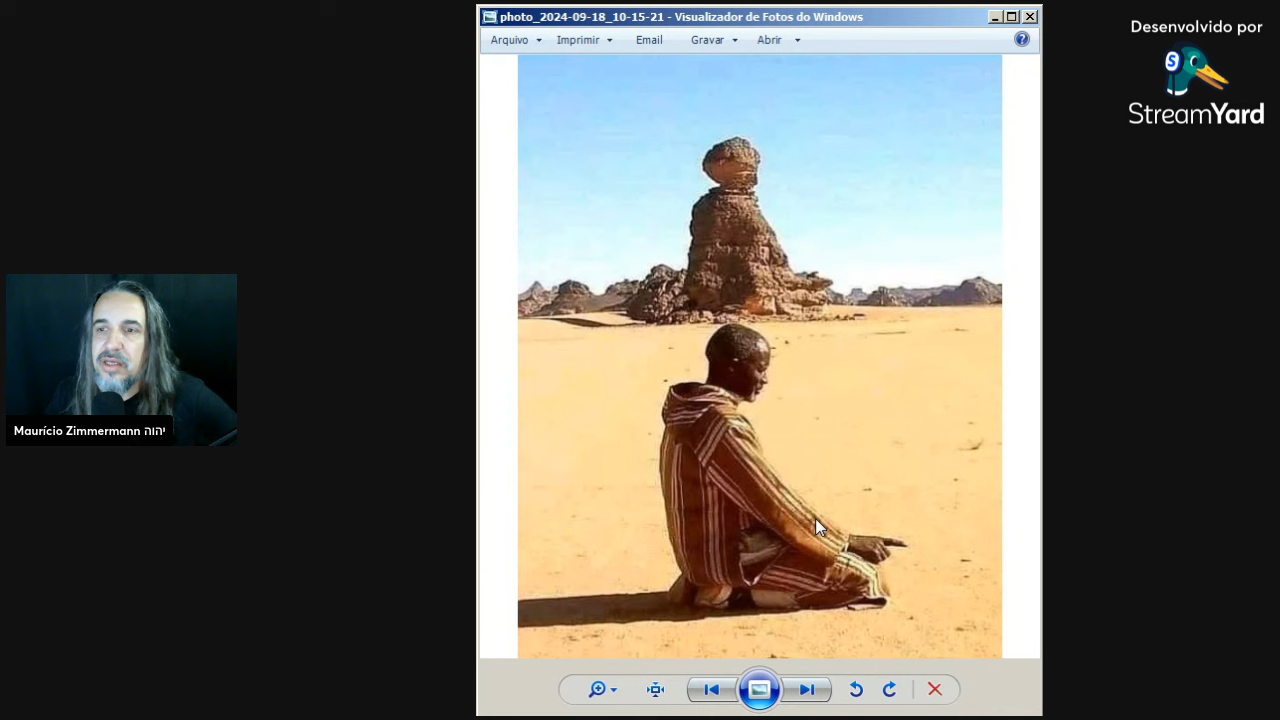 photo_2024-09-18_10-15-21 - Visualizador de Fotos do Windows
Arquivo Imprimir Email Gravar Abrir
Desenvolvido por
S
StreamYard
Maurício Zimmermann יהוה